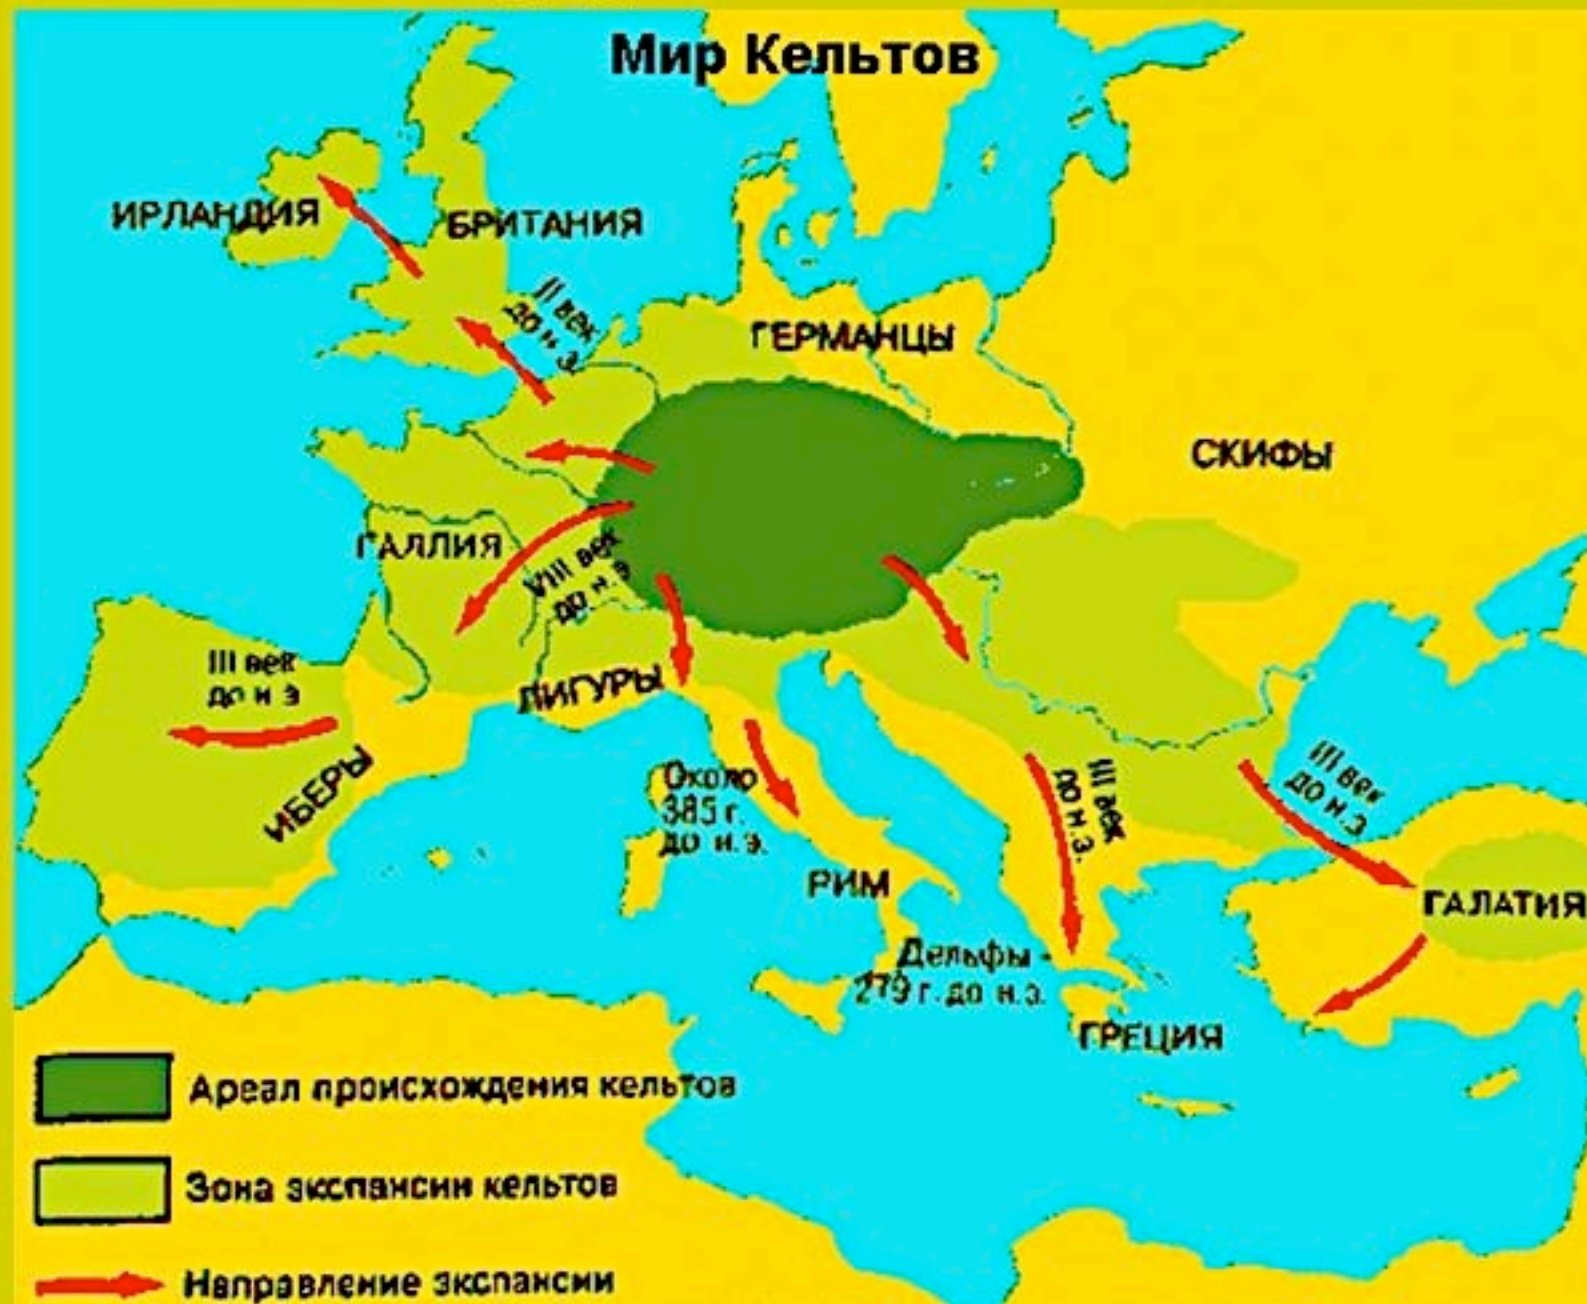 Мир Кельтов
ИРЛАНДИЯ
БРИТАНИЯ
II век
до н.э.
ГЕРМАНЦЫ
СКИФЫ
ГАЛЛИЯ
VIII век
до н.э
III век
до н э
ЛИГУРЫ
ИБЕРЫ
Около
385 г.
до н.э.
III век
до н.э.
III век
до н.э
РИМ
ГАЛАТИЯ
Дельфы
279 г. до н.э.
ГРЕЦИЯ
Ареал происхождения кельтов
Зона экспансии кельтов
Направление экспансии